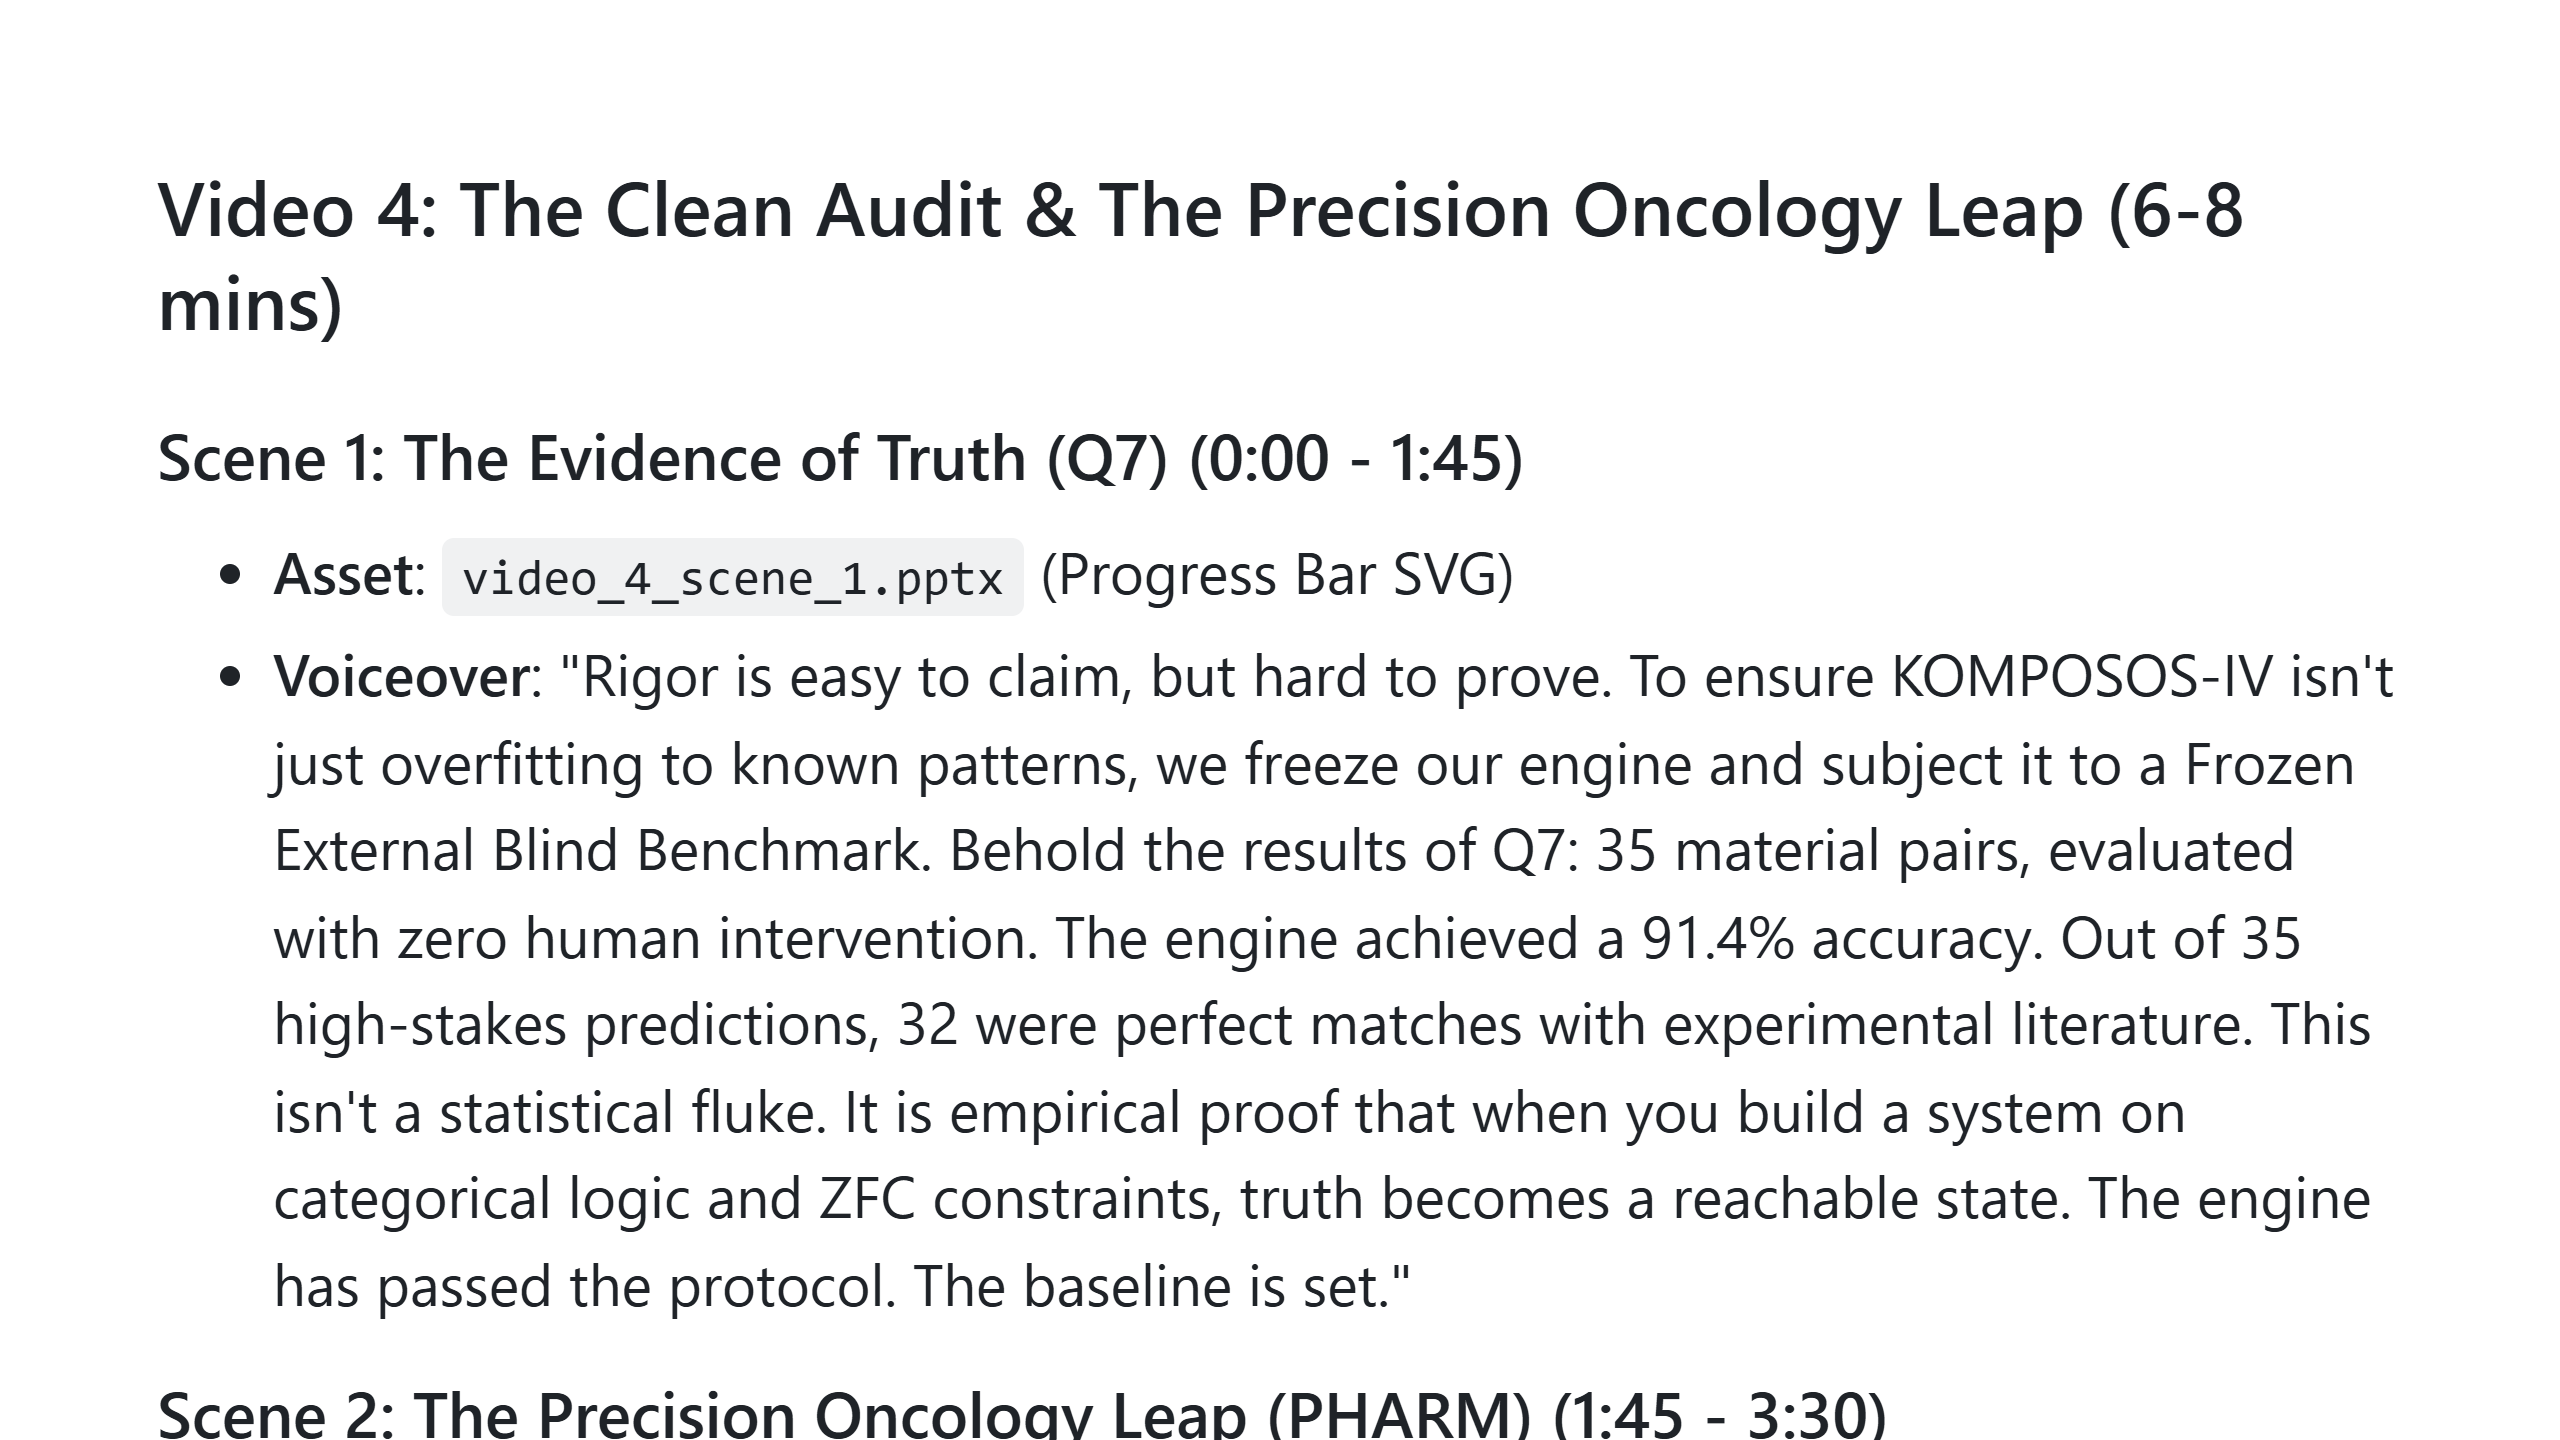 Video 4: The Clean Audit & The Precision Oncology Leap (6-8
mins)
Scene 1: The Evidence of Truth (Q7) (0:00 - 1:45)
• Asset: video_4_scene_1.pptx (Progress Bar SVG)
• Voiceover: "Rigor is easy to claim, but hard to prove. To ensure KOMPOSOS-IV isn't
just overfitting to known patterns, we freeze our engine and subject it to a Frozen
External Blind Benchmark. Behold the results of Q7: 35 material pairs, evaluated
with zero human intervention. The engine achieved a 91.4% accuracy. Out of 35
high-stakes predictions, 32 were perfect matches with experimental literature. This
isn't a statistical fluke. It is empirical proof that when you build a system on
categorical logic and ZFC constraints, truth becomes a reachable state. The engine
has passed the protocol. The baseline is set."
Scene 2: The Precision Oncology Leap (PHARM) (1:45 - 3:30)